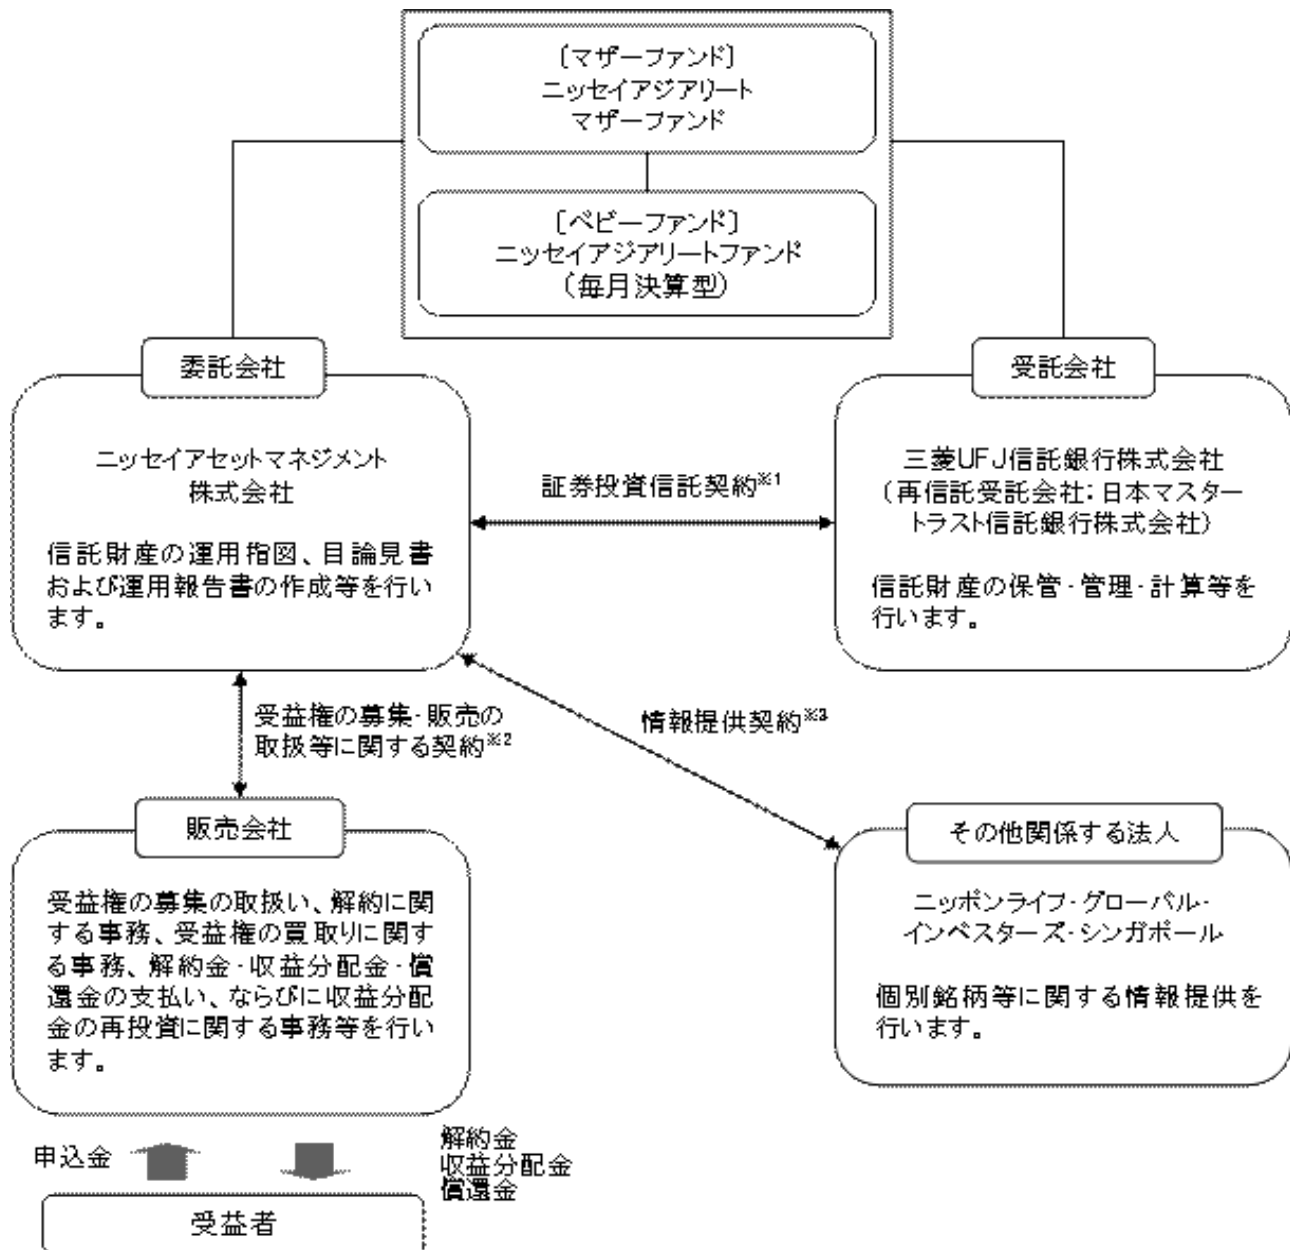 〔マザーファンド〕
ニッセイアジアリート
マザーファンド
〔ベビーファンド〕
ニッセイアジアリートファンド
（毎月決算型）
委託会社
ニッセイアセットマネジメント
株式会社
信託財産の運用指図、目論見書
および運用報告書の作成等を行い
ます。
証券投資信託契約※1
受託会社
三菱UFJ信託銀行株式会社
（再信託受託会社：日本マスター
トラスト信託銀行株式会社）
信託財産の保管・管理・計算等を
行います。
受益権の募集・販売の
取扱等に関する契約※2
情報提供契約※3
販売会社
受益権の募集の取扱い、解約に関
する事務、受益権の買取りに関す
る事務、解約金・収益分配金・償
還金の支払い、ならびに収益分配
金の再投資に関する事務等を行い
ます。
その他関係する法人
ニッポンライフ・グローバル・
インベスターズ・シンガポール
個別銘柄等に関する情報提供を
行います。
申込金
解約金
収益分配金
償還金
受益者